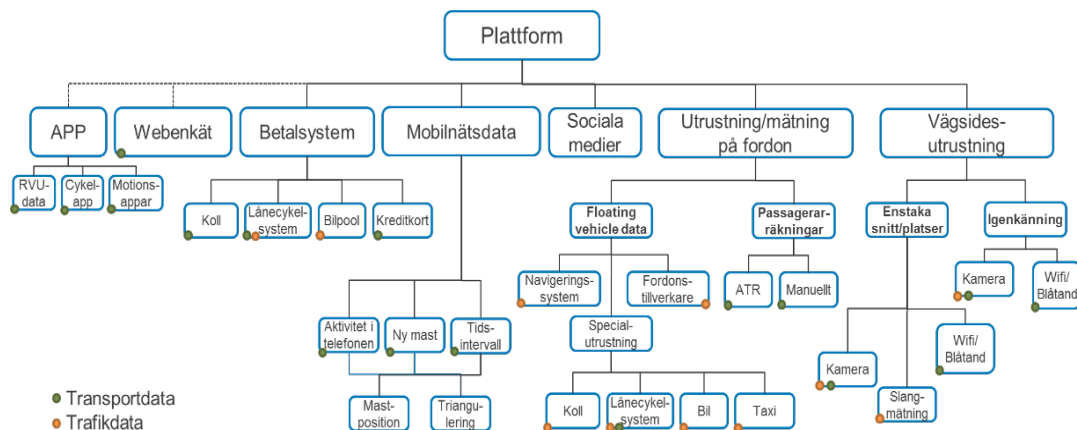 Plattform
APP
Webenkät
Betalsystem
Mobilnätsdata
Sociala
medier
Utrustning/mätning
på fordon
Vägsides-
utrustning
RVU-
data
Cykel-
app
Motions-
appar
Koll
Lånecykel-
system
Bilpool
Kreditkort
Floating
vehicle data
Passagerar-
räkningar
Enstaka
snitt/platser
Igenkänning
Navigerings-
system
Fordons-
tillverkare
ATR
Manuellt
Kamera
Wifi/
Blåtand
Aktivitet i
telefonen
Ny mast
Tids-
intervall
Special-
utrustning
Kamera
Wifi/
Blåtand
Mast-
position
Triangu-
lering
Koll
Lånecykel-
system
Bil
Taxi
Slang-
mätning
Transportdata
Trafikdata